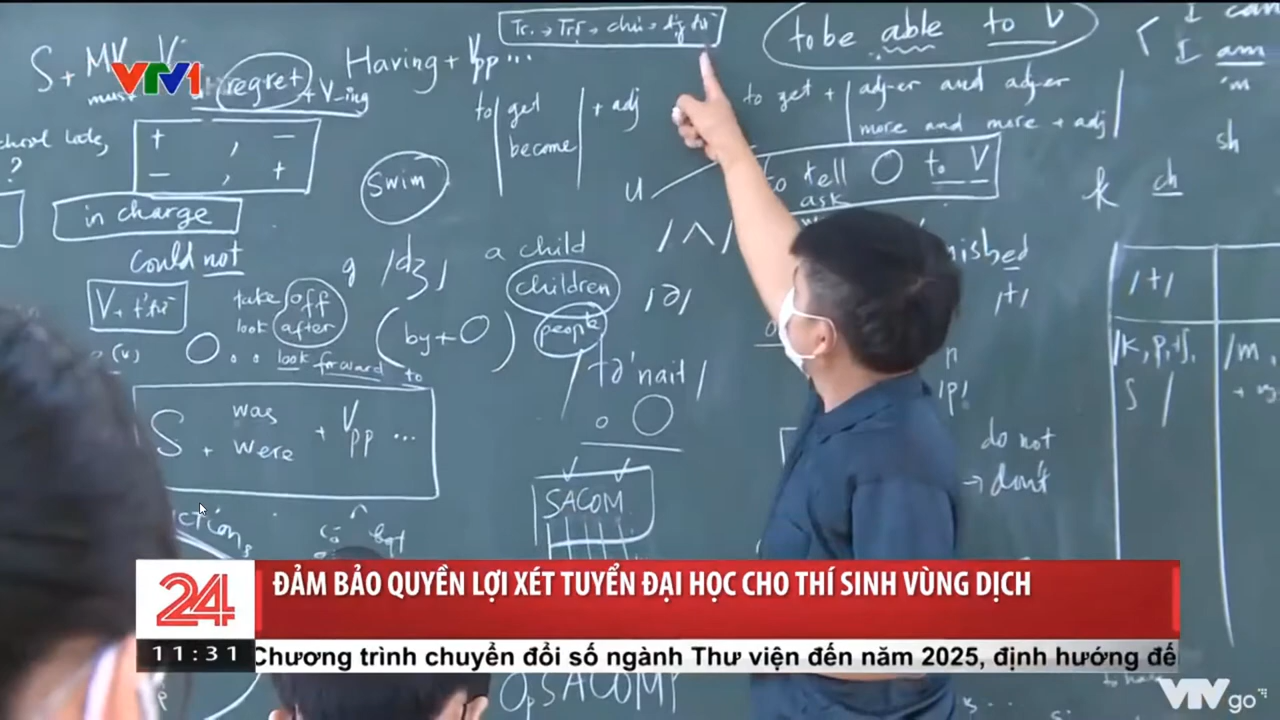 S + MV V-
must
VTV1
regret + V-ing
Having + Vpp...
Tr. → Trợ → chủ →
to be able to V
I can
I am
'm
sh
to get become + adj
to get + adj-er and adj-er
more and more + adj
+ , -
- , +
?
in charge
could not
swim
u
/ʌ/
/ə/
to tell O to V
ask
k ch
g /dʒ/
a child
children
people
take off
look after
look forward to
(by + O)
/tə'nait/
S + was were + Vpp ...
SACOM
/t/
/t/
/k, p, f,
s /
/m,
p
/p/
do not
→ don't
ctions
24
11:31
ĐẢM BẢO QUYỀN LỢI XÉT TUYỂN ĐẠI HỌC CHO THÍ SINH VÙNG DỊCH
Chương trình chuyển đổi số ngành Thư viện đến năm 2025, định hướng đế
OpSACOMP
VTVgo